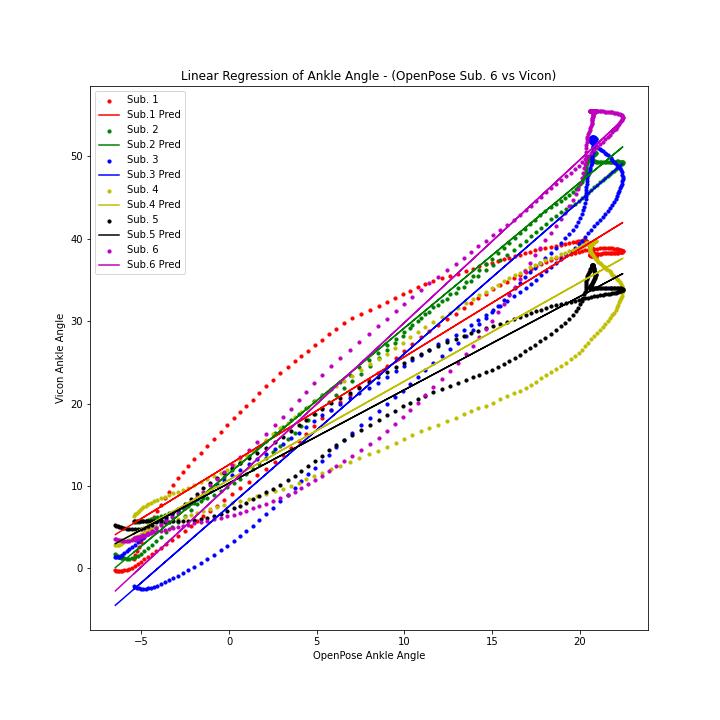 Linear Regression of Ankle Angle - (OpenPose Sub. 6 vs Vicon)
Sub. 1
Sub.1 Pred
Sub. 2
Sub.2 Pred
Sub. 3
Sub.3 Pred
Sub. 4
Sub.4 Pred
Sub. 5
Sub.5 Pred
Sub. 6
Sub.6 Pred
Vicon Ankle Angle
50
40
30
20
10
0
−5
0
5
10
15
20
OpenPose Ankle Angle